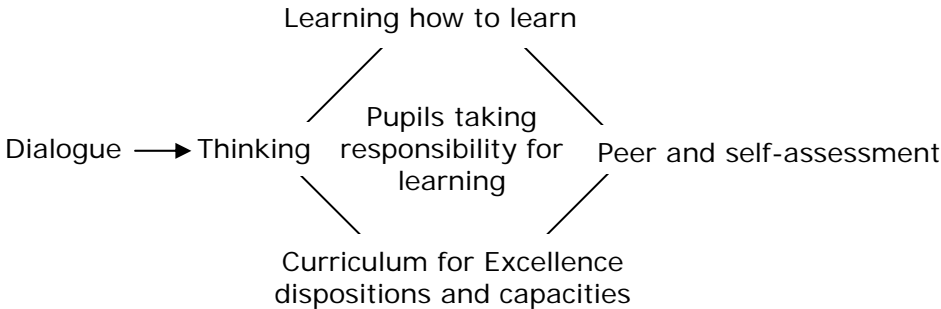 Learning how to learn
Dialogue
Thinking
Pupils taking
responsibility for
learning
Peer and self-assessment
Curriculum for Excellence
dispositions and capacities